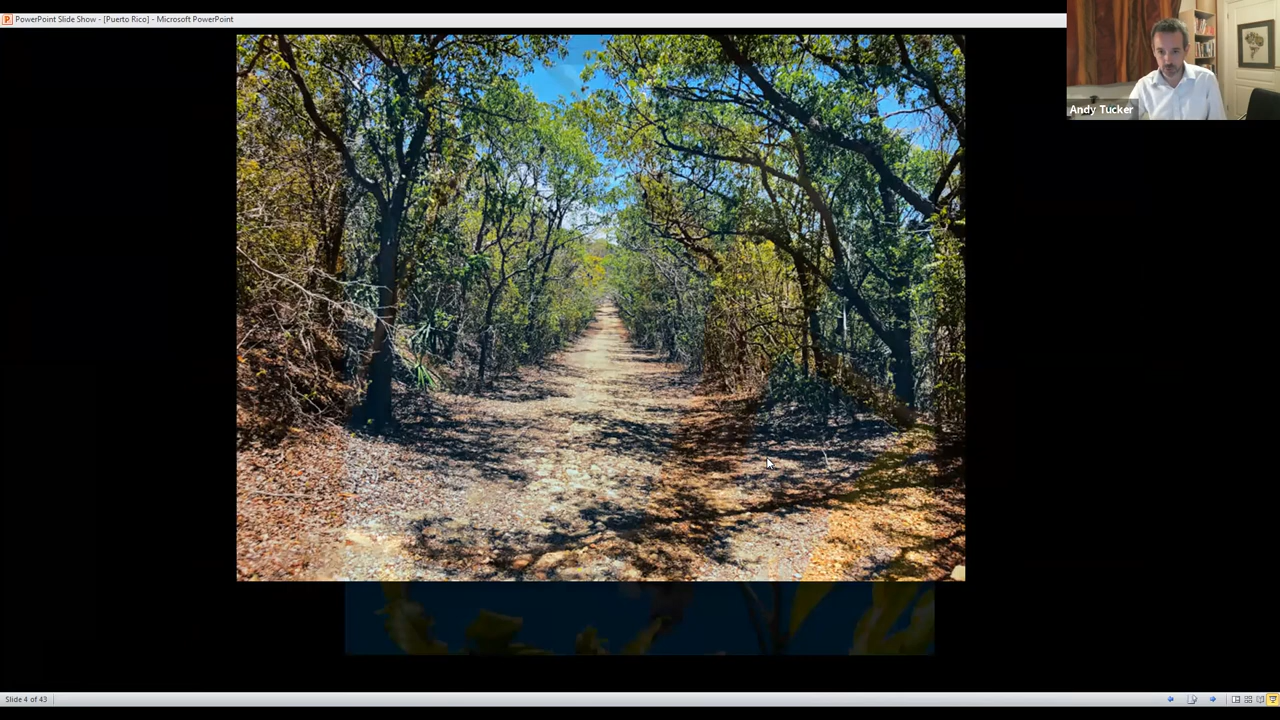 PowerPoint Slide Show - [Puerto Rico] - Microsoft PowerPoint
Andy Tucker
Slide 4 of 43